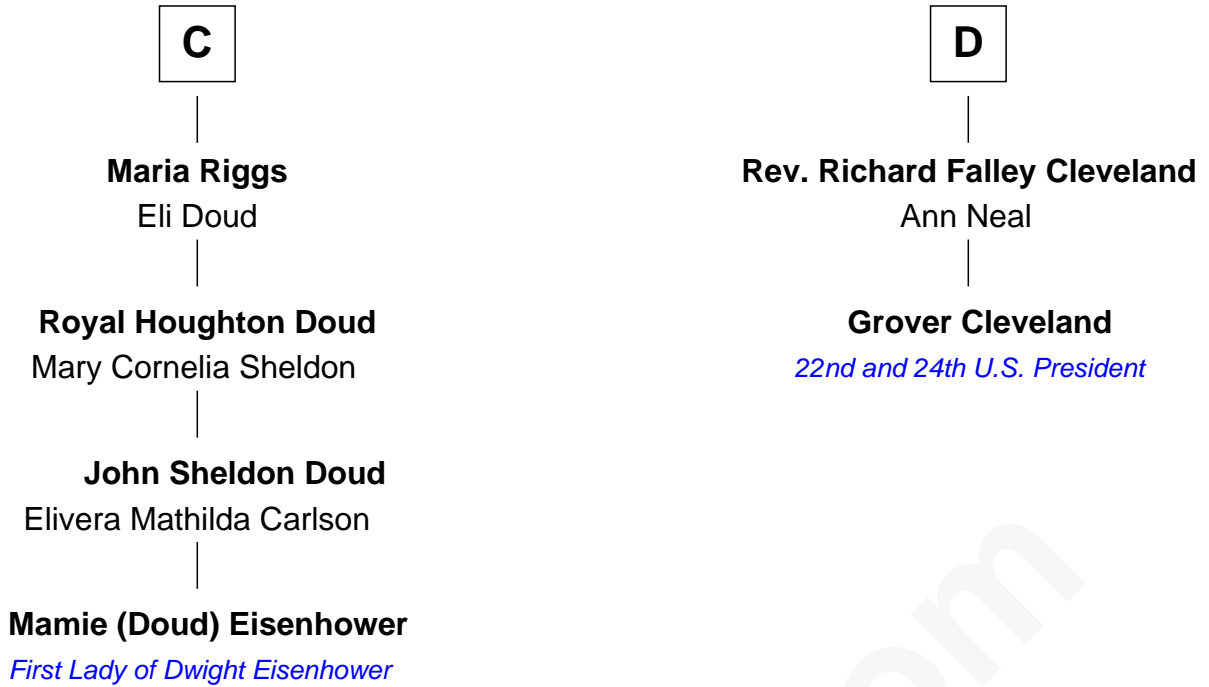 C
Maria Riggs
Eli Doud
Royal Houghton Doud
Mary Cornelia Sheldon
John Sheldon Doud
Elivera Mathilda Carlson
Mamie (Doud) Eisenhower
First Lady of Dwight Eisenhower
D
Rev. Richard Falley Cleveland
Ann Neal
Grover Cleveland
22nd and 24th U.S. President
om